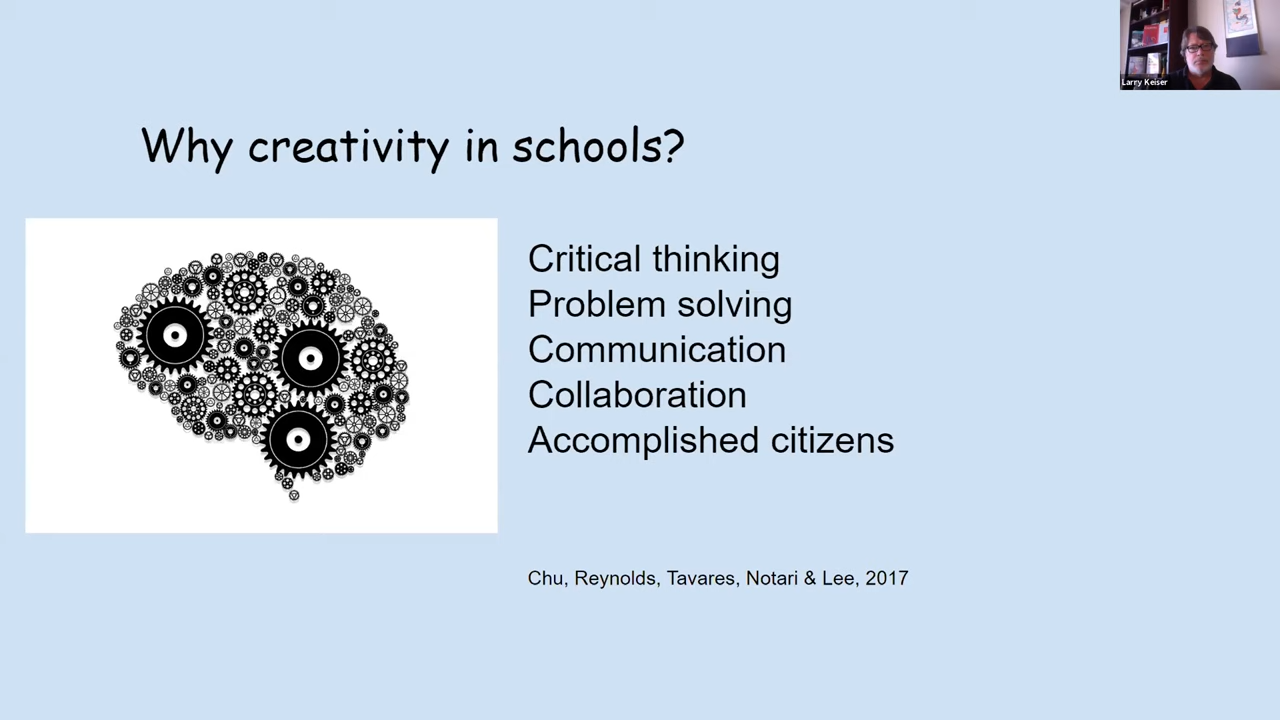 Larry Keiser
Why creativity in schools?
Critical thinking
Problem solving
Communication
Collaboration
Accomplished citizens
Chu, Reynolds, Tavares, Notari & Lee, 2017